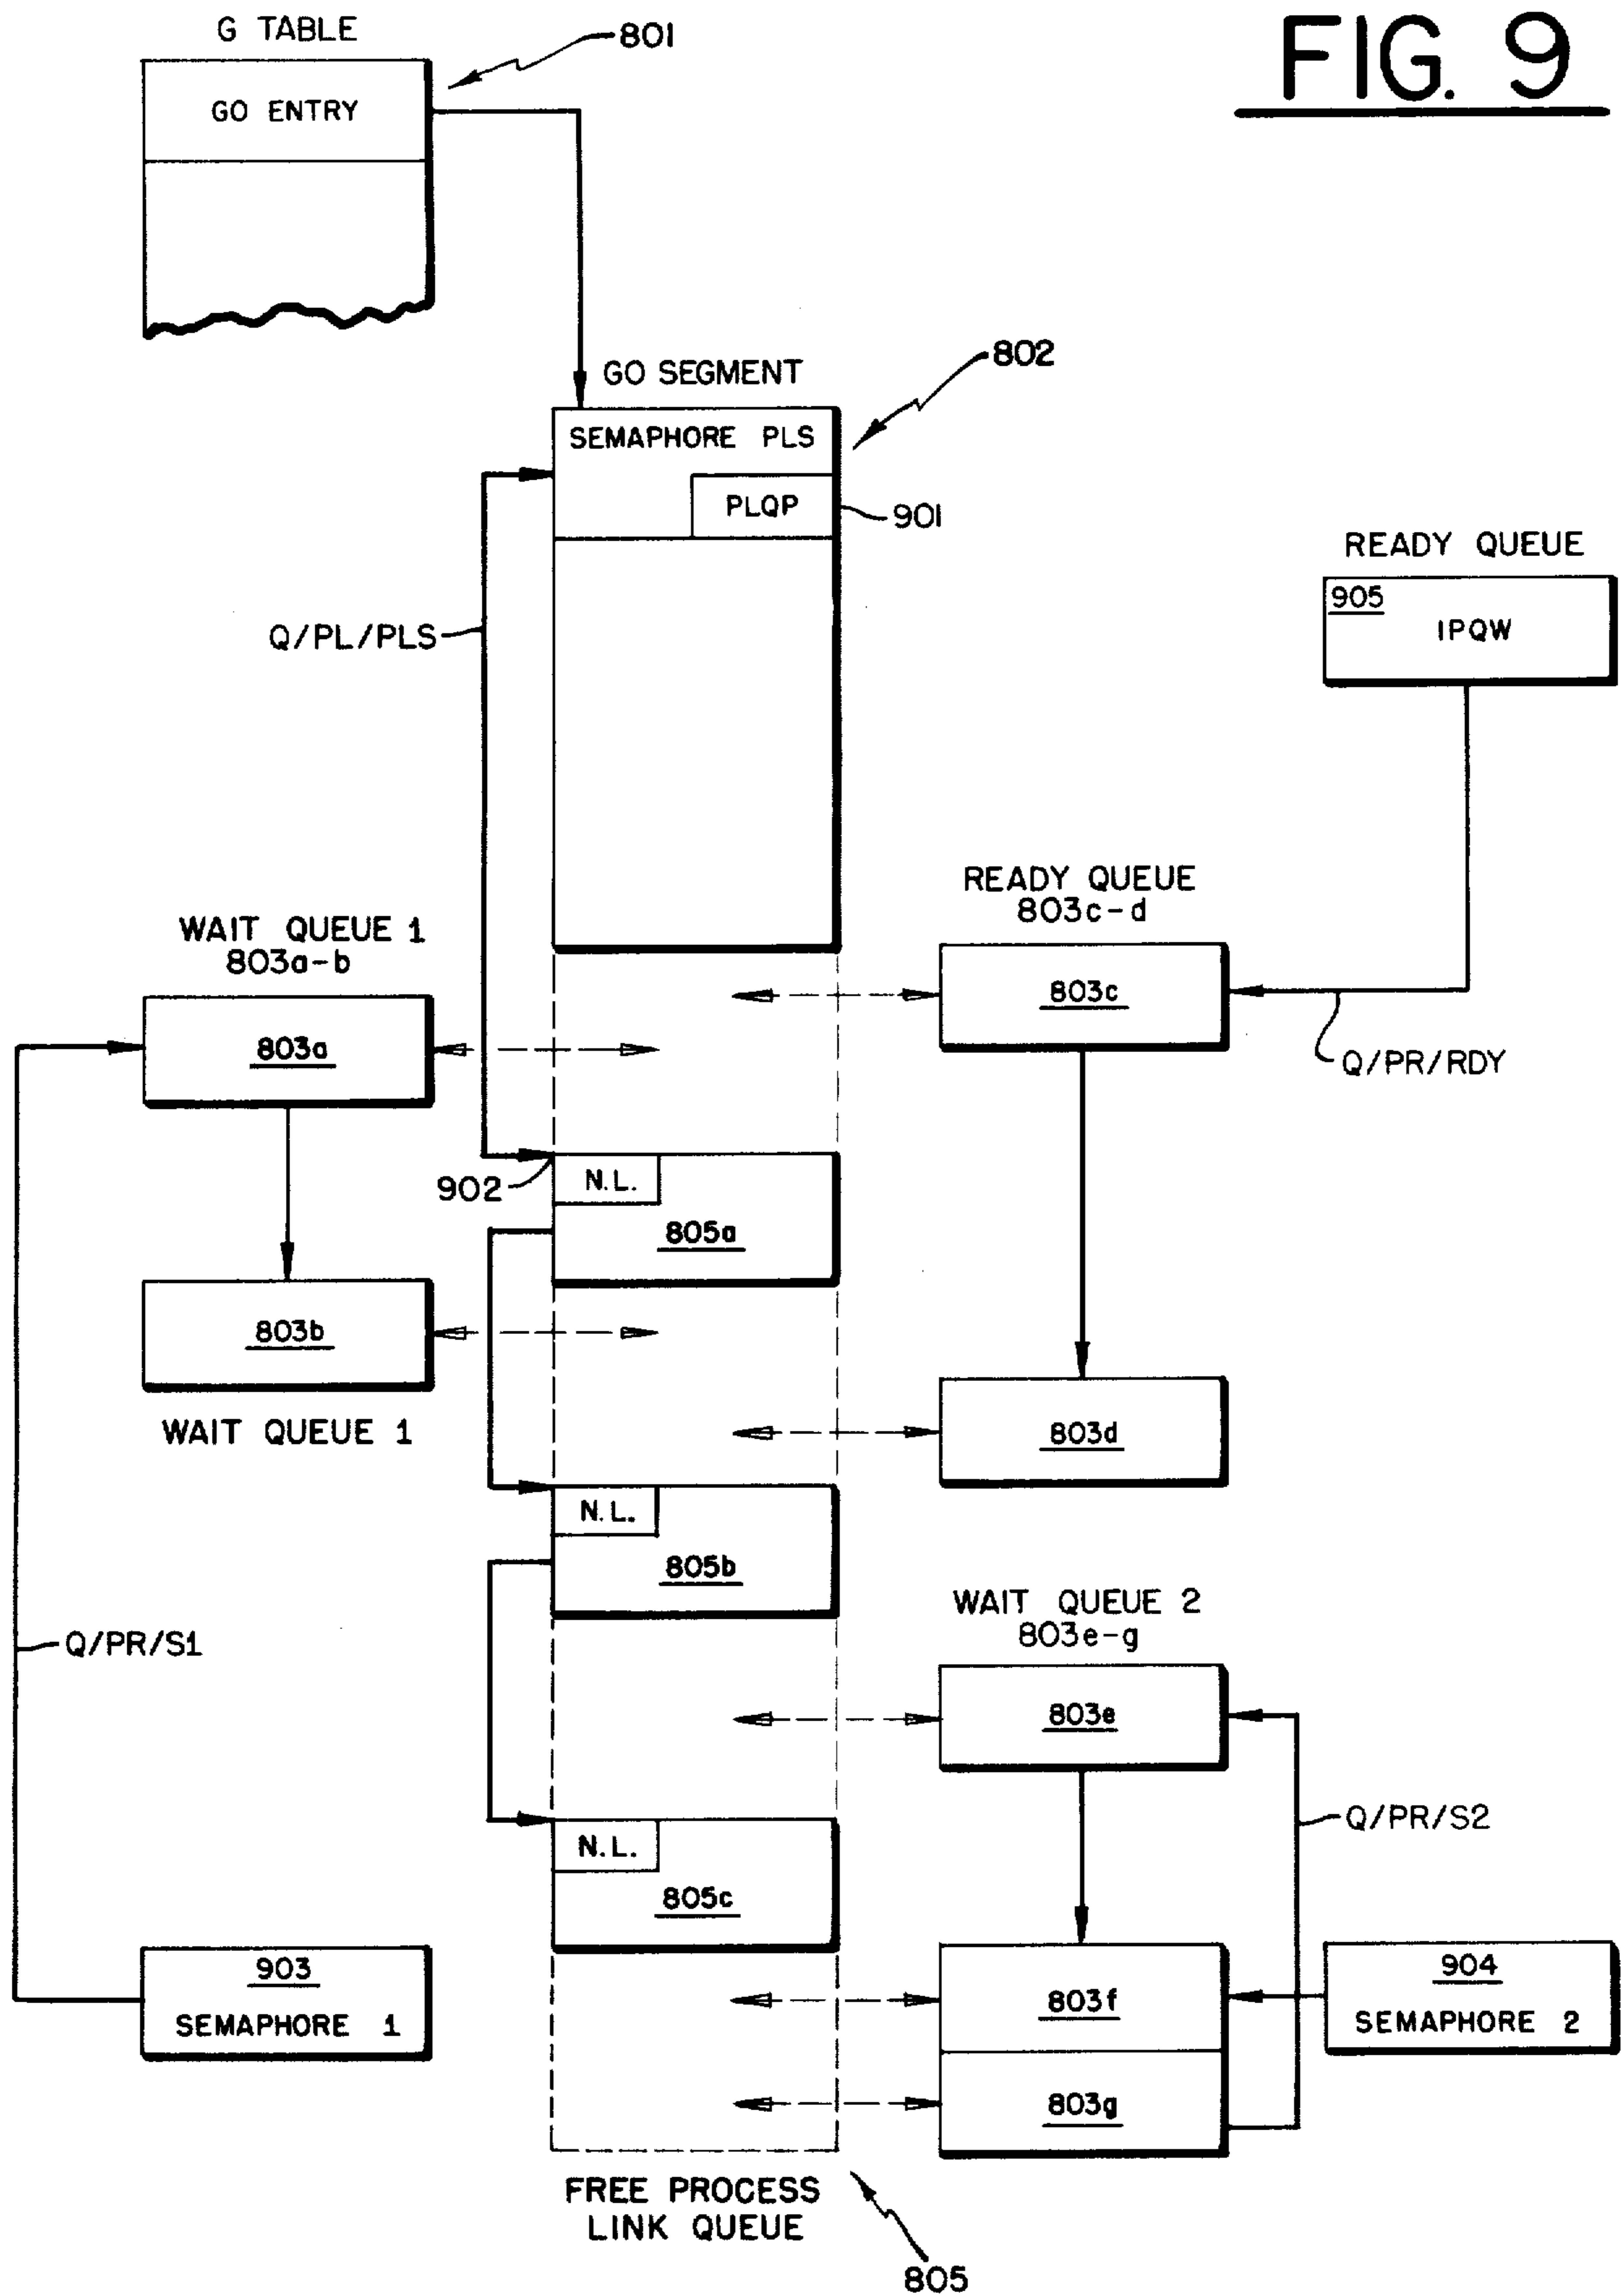 FIG. 9
G TABLE
801
GO ENTRY
GO SEGMENT
802
SEMAPHORE PLS
PLQP
901
READY QUEUE
905
IPQW
Q/PL/PLS
READY QUEUE
803c-d
WAIT QUEUE 1
803a-b
803c
803a
Q/PR/RDY
902
N.L.
805a
803b
WAIT QUEUE 1
803d
N.L.
805b
WAIT QUEUE 2
803e-g
Q/PR/S1
803e
Q/PR/S2
N.L.
805c
903
SEMAPHORE 1
803f
904
SEMAPHORE 2
803g
FREE PROCESS
LINK QUEUE
805